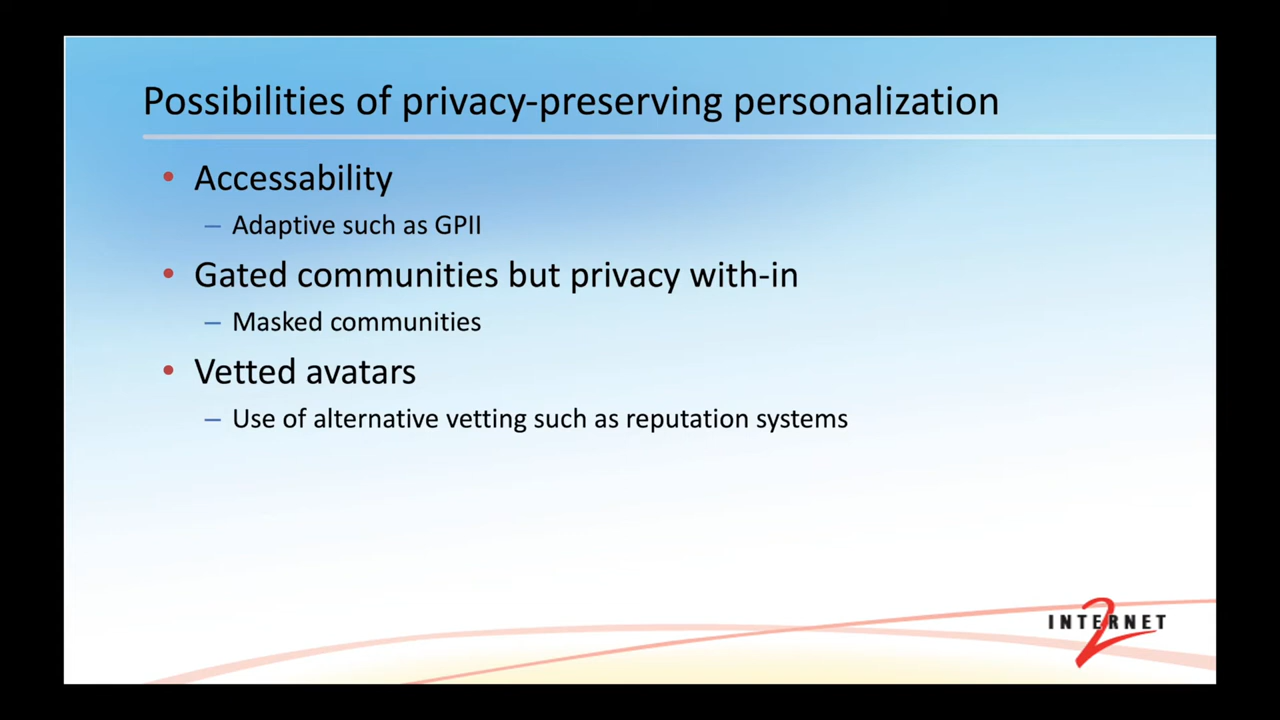 Possibilities of privacy-preserving personalization
• Accessability
– Adaptive such as GPII
• Gated communities but privacy with-in
– Masked communities
• Vetted avatars
– Use of alternative vetting such as reputation systems
INTERNET
2